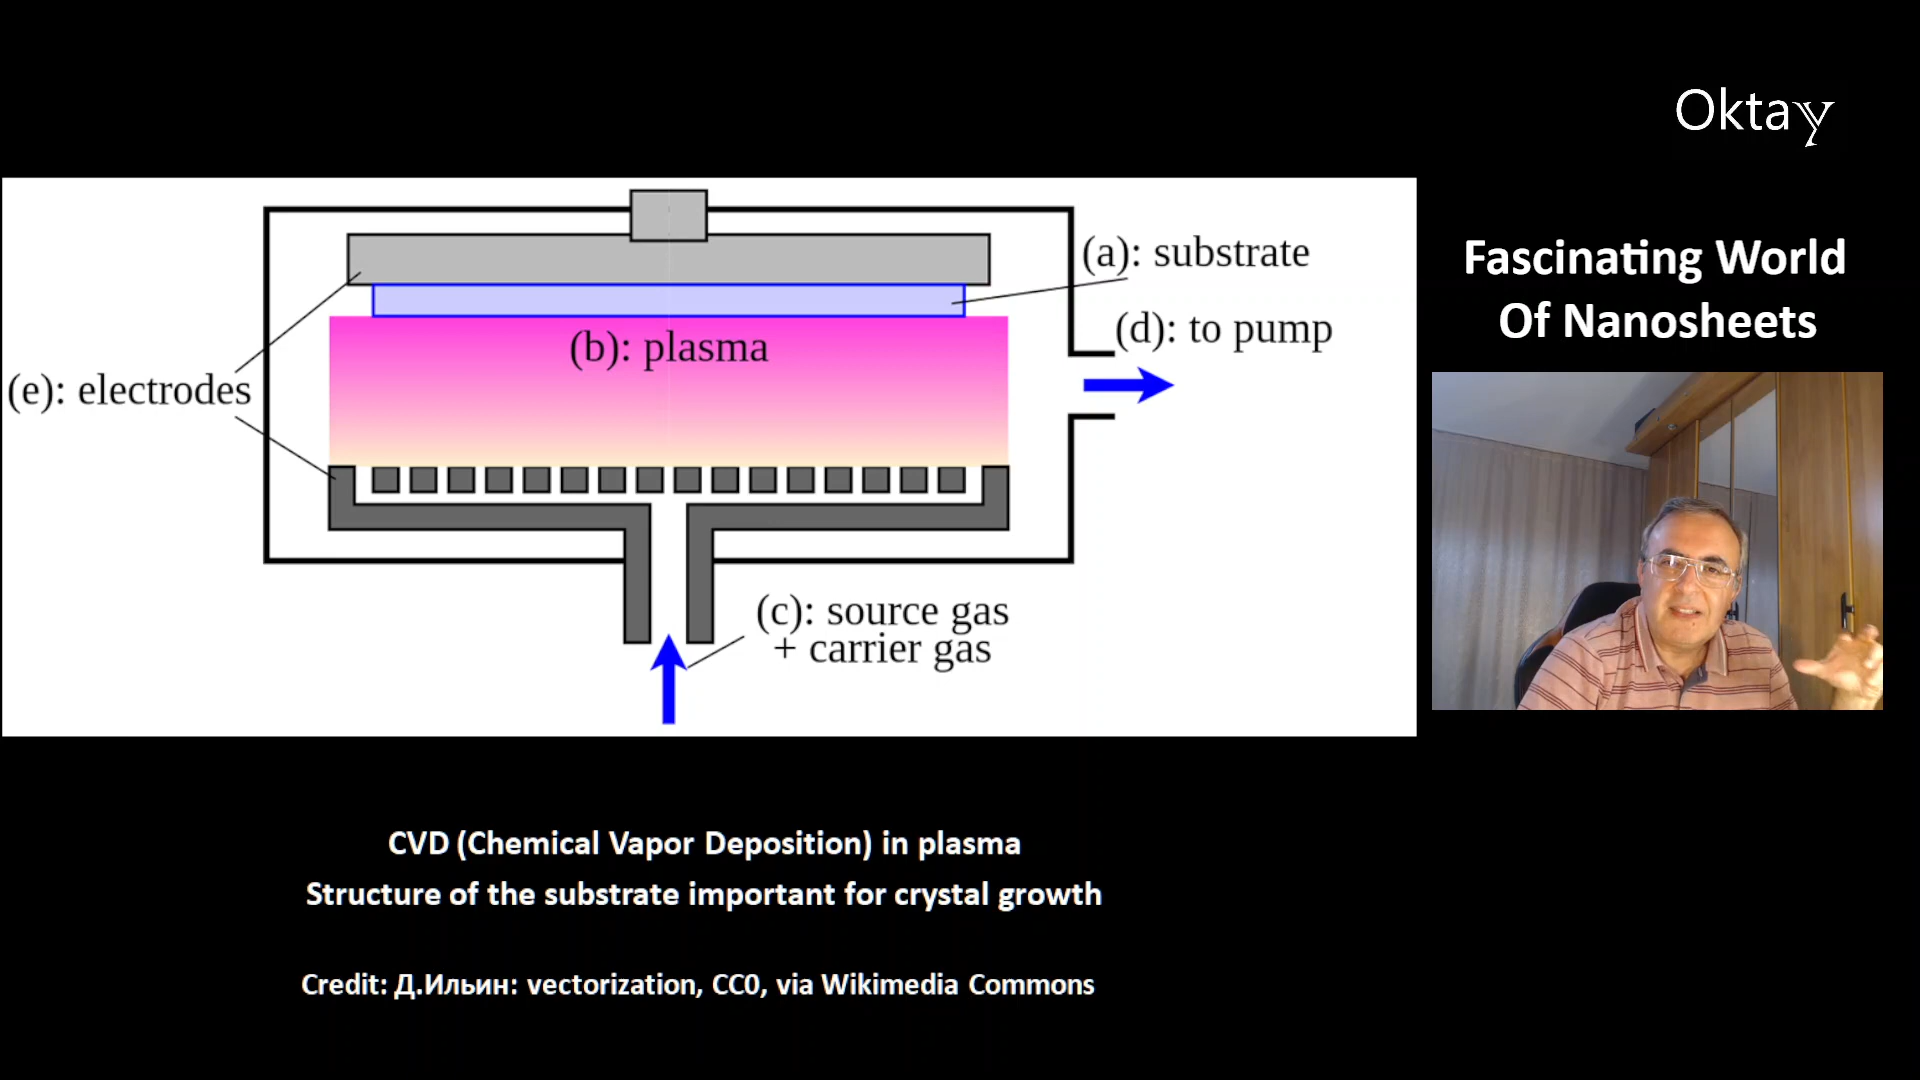 Oktay
Fascinating World
Of Nanosheets
(a): substrate
(b): plasma
(d): to pump
(e): electrodes
(c): source gas
+ carrier gas
CVD (Chemical Vapor Deposition) in plasma
Structure of the substrate important for crystal growth
Credit: Д.Ильин: vectorization, CC0, via Wikimedia Commons